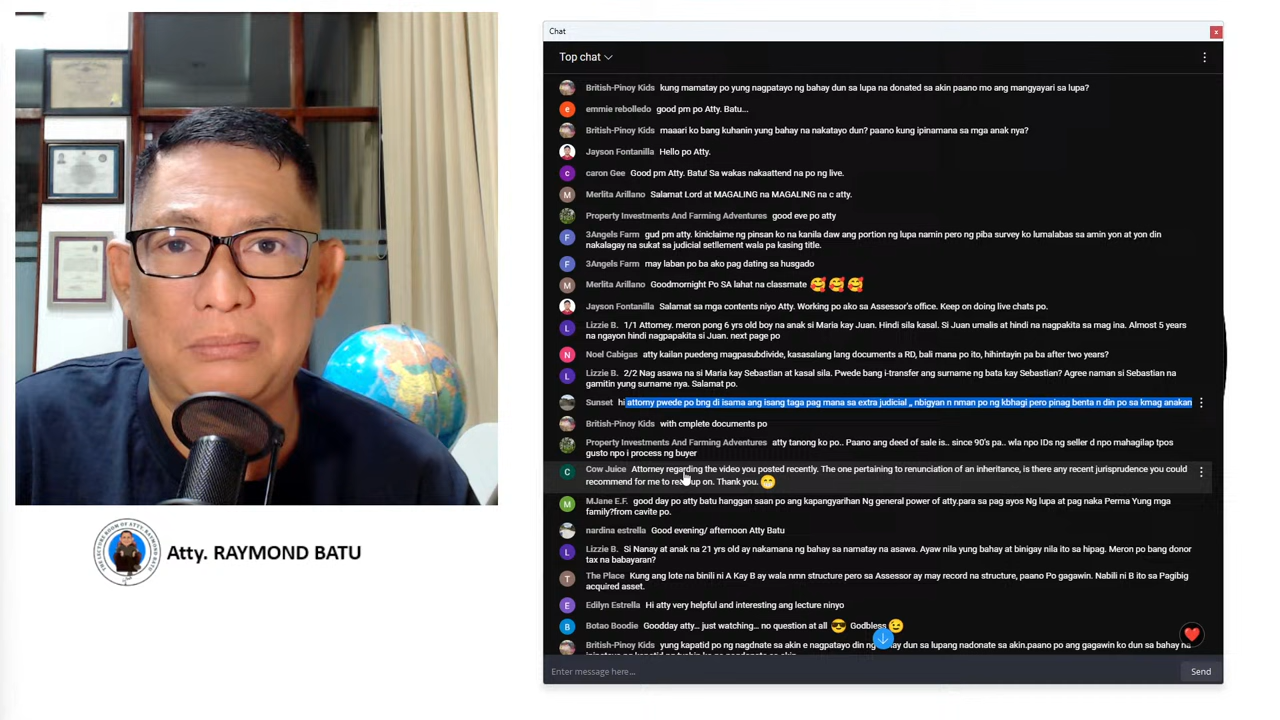 Chat
Top chat
British-Pinoy Kids kung mamatay po yung nagpatayo ng bahay dun sa lupa na donated sa akin paano mo ang mangyayari sa lupa?
emmie rebolledo good pm po Atty. Batu...
British-Pinoy Kids maaari ko bang kuhanin yung bahay na nakatayo dun? paano kung ipinamana sa mga anak nya?
Jayson Fontanilla Hello po Atty.
caron Gee Good pm Atty. Batu! Sa wakas nakaattend na po ng live.
Merlita Arillano Salamat Lord at MAGALING na MAGALING na c atty.
Property Investments And Farming Adventures good eve po atty
3Angels Farm gud pm atty. kiniclaime ng pinsan ko na kanila daw ang portion ng lupa namin pero ng piba survey ko lumalabas sa amin yon at yon din
nakalagay na sukat sa judicial setllement wala pa kasing title.
3Angels Farm may laban po ba ako pag dating sa husgado
Merlita Arillano Goodmornight Po SA lahat na classmate 🥰 🥰 🥰
Jayson Fontanilla Salamat sa mga contents niyo Atty. Working po ako sa Assessor's office. Keep on doing live chats po.
Lizzie B. 1/1 Attorney. meron pong 6 yrs old boy na anak si Maria kay Juan. Hindi sila kasal. Si Juan umalis at hindi na nagpakita sa mag ina. Almost 5 years
na ngayon hindi nagpapakita si Juan. next page po
Noel Cabigas atty kailan puedeng magpasubdivide, kasasalang lang documents a RD, bali mana po ito, hihintayin pa ba after two years?
Lizzie B. 2/2 Nag asawa na si Maria kay Sebastian at kasal sila. Pwede bang i-transfer ang surname ng bata kay Sebastian? Agree naman si Sebastian na
gamitin yung surname nya. Salamat po.
Sunset hi attorny pwede po bng di isama ang isang taga pag mana sa extra judicial ,, nbigyan n nman po ng kbhagi pero pinag benta n din po sa kmag anakan
British-Pinoy Kids with cmplete documents po
Property Investments And Farming Adventures atty tanong ko po.. Paano ang deed of sale is.. since 90's pa.. wla npo IDs ng seller d npo mahagilap tpos
gusto npo i process ng buyer
Cow Juice Attorney regarding the video you posted recently. The one pertaining to renunciation of an inheritance, is there any recent jurisprudence you could
recommend for me to read up on. Thank you. 😁
MJane E.F. good day po atty batu hanggan saan po ang kapangyarihan Ng general power of atty.para sa pag ayos Ng lupa at pag naka Perma Yung mga
family?from cavite po.
nardina estrella Good evening/ afternoon Atty Batu
Lizzie B. Si Nanay at anak na 21 yrs old ay nakamana ng bahay sa namatay na asawa. Ayaw nila yung bahay at binigay nila ito sa hipag. Meron po bang donor
tax na babayaran?
The Place Kung ang lote na binili ni A Kay B ay wala nmn structure pero sa Assessor ay may record na structure, paano Po gagawin. Nabili ni B ito sa Pagibig
acquired asset.
Edilyn Estrella Hi atty very helpful and interesting ang lecture ninyo
Botao Boodie Goodday atty... just watching... no question at all 😎 Godbless 😉
British-Pinoy Kids yung kapatid po ng nagdnate sa akin e nagpatayo din ng bahay dun sa lupang nadonate sa akin.paano po ang gagawin ko dun sa bahay na
Enter message here...
Send
Atty. RAYMOND BATU